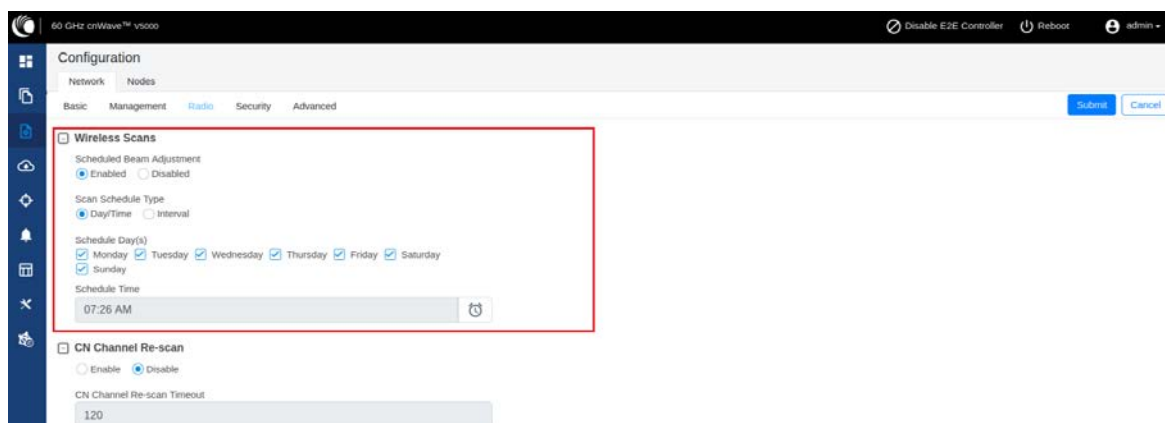 60 GHz cnWave™ V5000
Disable E2E Controller Reboot admin
Configuration
Network Nodes
Basic Management Radio Security Advanced Submit Cancel
Wireless Scans
Scheduled Beam Adjustment
Enabled Disabled
Scan Schedule Type
Day/Time Interval
Schedule Day(s)
Monday Tuesday Wednesday Thursday Friday Saturday
Sunday
Schedule Time
07:26 AM
CN Channel Re-scan
Enable Disable
CN Channel Re-scan Timeout
120